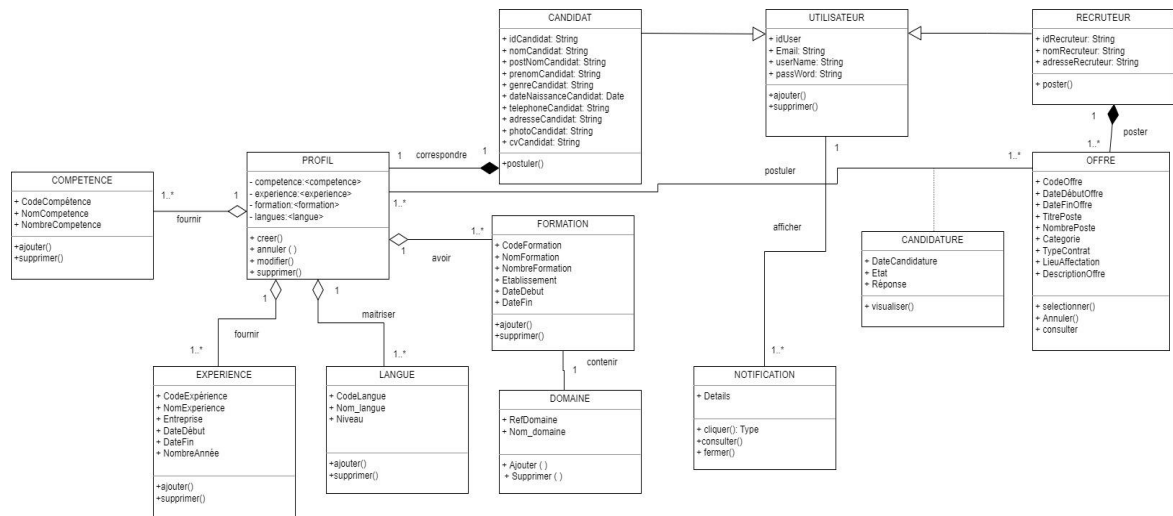 CANDIDAT
+ idCandidat: String
+ nomCandidat: String
+ postNomCandidat: String
+ prenomCandidat: String
+ genreCandidat: String
+ dateNaissanceCandidat: Date
+ telephoneCandidat: String
+ adresseCandidat: String
+ photoCandidat: String
+ cvCandidat: String
+postuler()
UTILISATEUR
+ idUser
+ Email: String
+ userName: String
+ passWord: String
+ajouter()
+supprimer()
RECRUTEUR
+ idRecruteur: String
+ nomRecruteur: String
+ adresseRecruteur: String
+ poster()
1
poster
1..*
1
correspondre
1
1
postuler
1..*
1..*
PROFIL
- competence:<competence>
- experience:<experience>
- formation:<formation>
- langues:<langue>
+ creer()
+ annuler ( )
+ modifier()
+ supprimer()
COMPETENCE
+ CodeCompétence
+ NomCompetence
+ NombreCompetence
+ajouter()
+supprimer()
1..*
1
fournir
OFFRE
+ CodeOffre
+ DateDébutOffre
+ DateFinOffre
+ TitrePoste
+ NombrePoste
+ Categorie
+ TypeContrat
+ LieuAffectation
+ DescriptionOffre
+ selectionner()
+ Annuler()
+ consulter
FORMATION
+ CodeFormation
+ NomFormation
+ NombreFormation
+ Etablissement
+ DateDebut
+ DateFin
+ajouter()
+supprimer()
1
avoir
1..*
afficher
CANDIDATURE
+ DateCandidature
+ Etat
+ Réponse
+ visualiser()
1
1
fournir
maitriser
1..*
1..*
contenir
1
1..*
EXPERIENCE
+ CodeExpérience
+ NomExperience
+ Entreprise
+ DateDébut
+ DateFin
+ NombreAnnée
+ajouter()
+supprimer()
LANGUE
+ CodeLangue
+ Nom_langue
+ Niveau
+ajouter()
+supprimer()
DOMAINE
+ RefDomaine
+ Nom_domaine
+ Ajouter ( )
+ Supprimer ( )
NOTIFICATION
+ Details
+ cliquer(): Type
+consulter()
+ fermer()